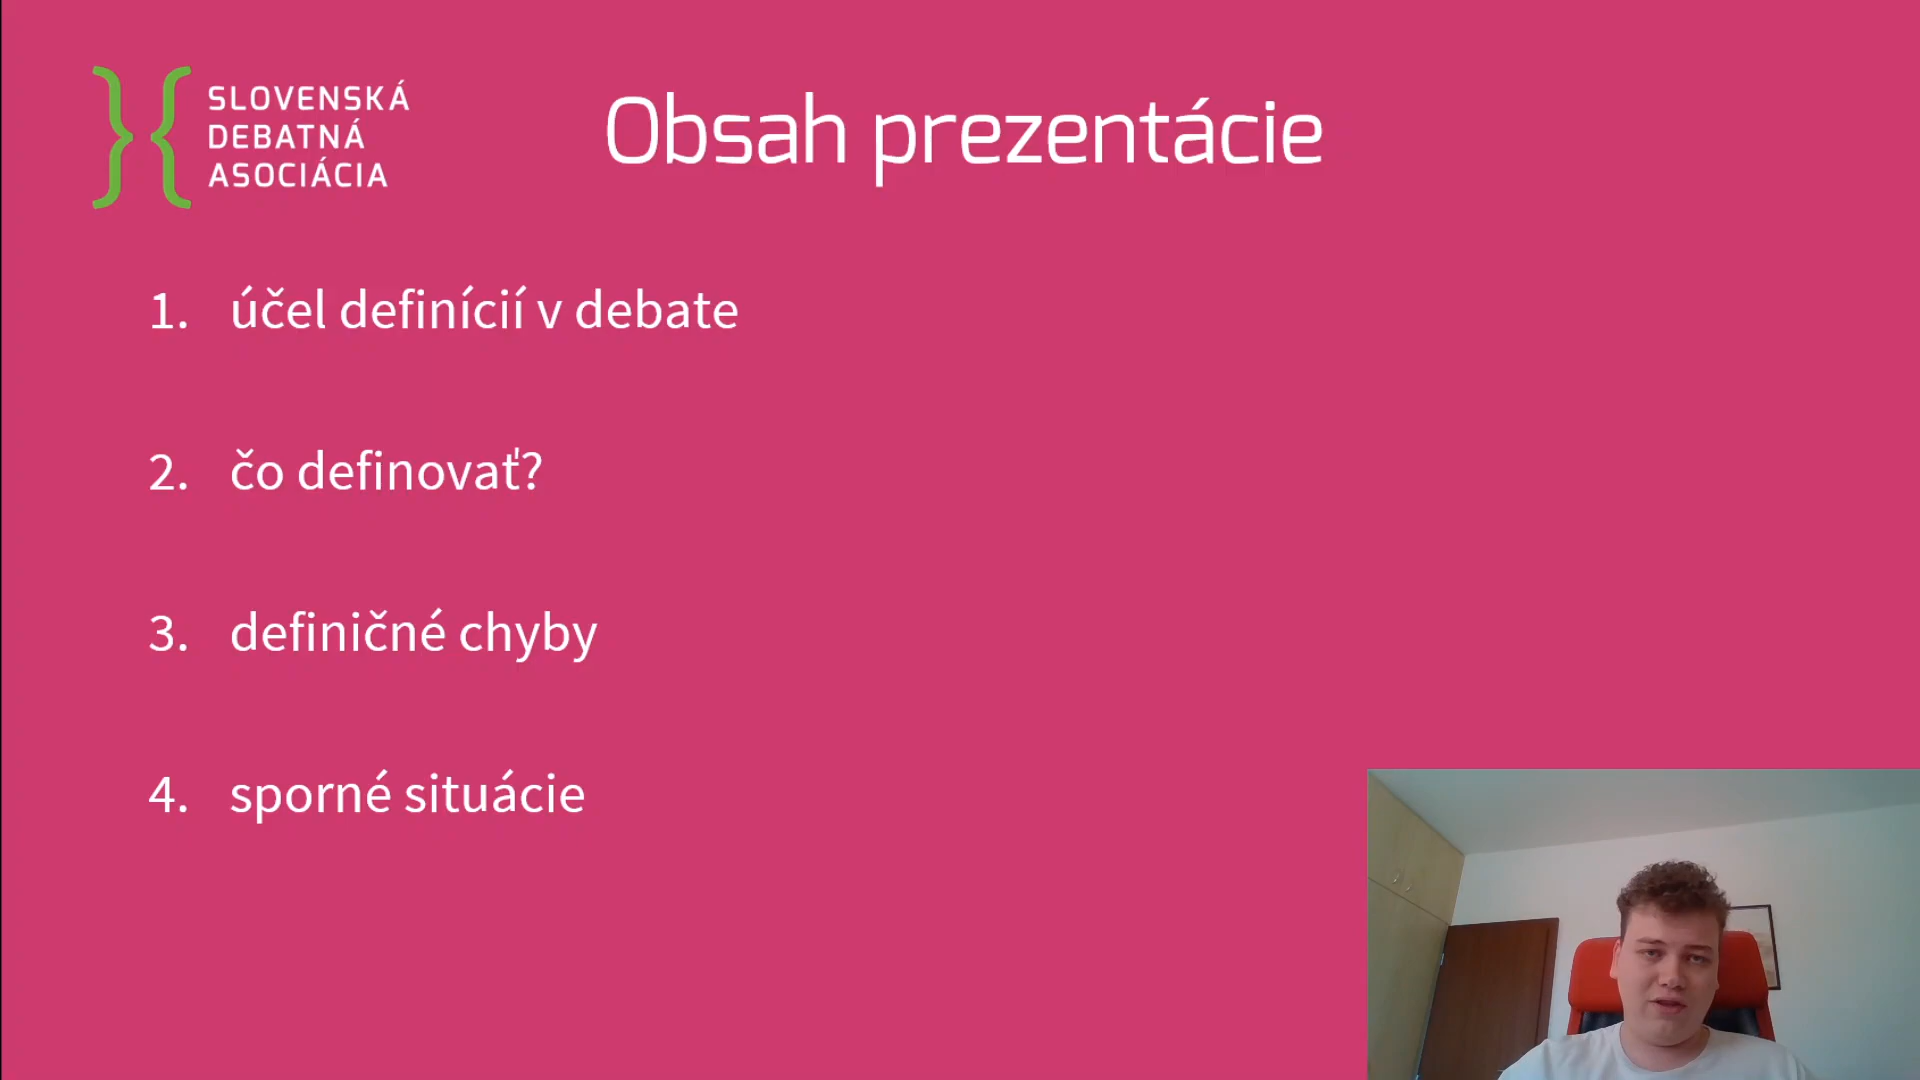 SLOVENSKÁ
DEBATNÁ
ASOCIÁCIA
Obsah prezentácie
1. účel definícií v debate
2. čo definovať?
3. definičné chyby
4. sporné situácie